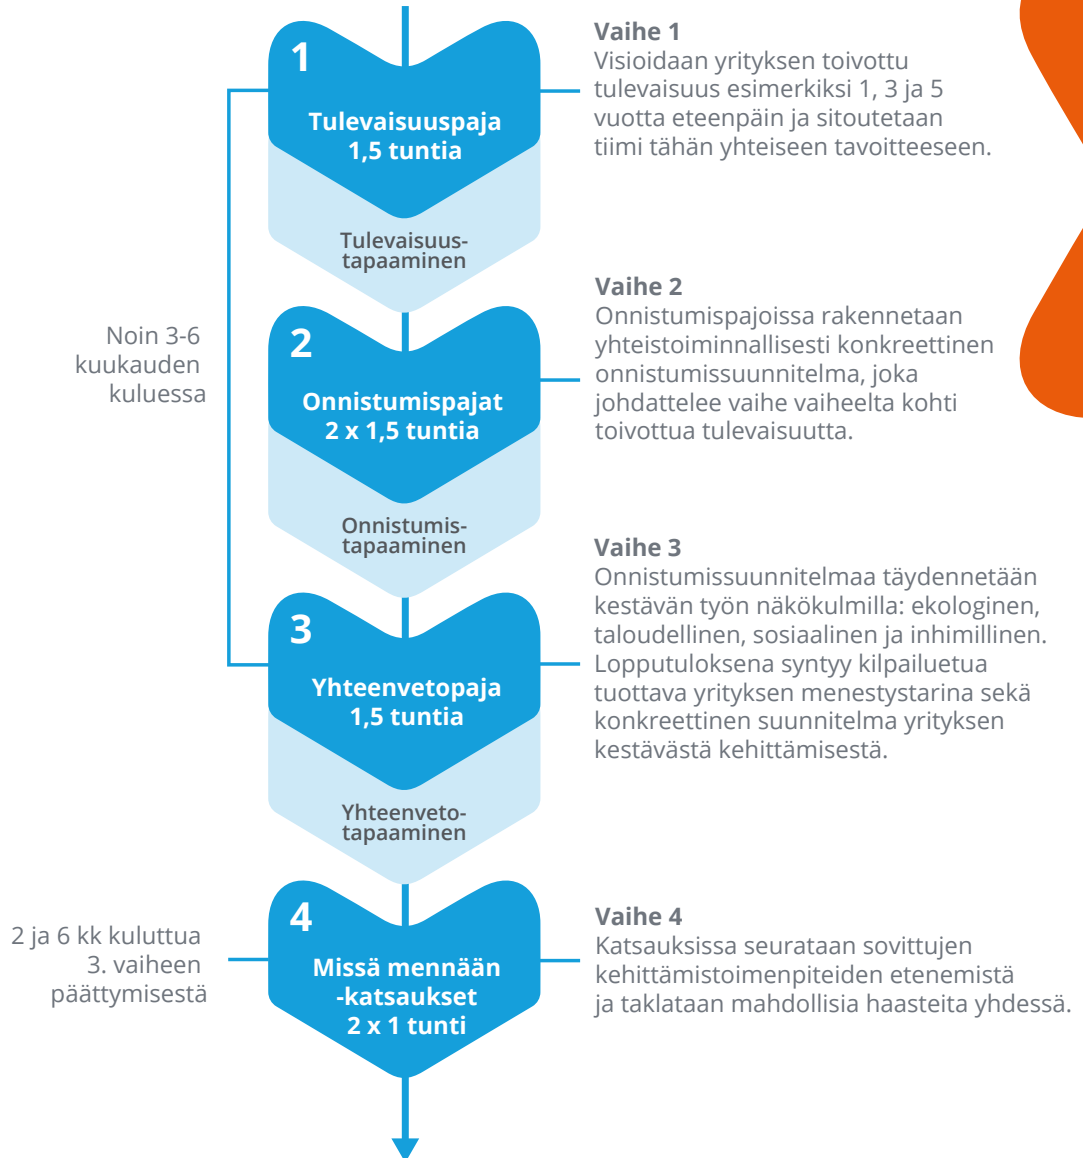 1
Tulevaisuuspaja
1,5 tuntia
Tulevaisuus-
tapaaminen
Vaihe 1
Visioidaan yrityksen toivottu
tulevaisuus esimerkiksi 1, 3 ja 5
vuotta eteenpäin ja sitoutetaan
tiimi tähän yhteiseen tavoitteeseen.
Noin 3-6
kuukauden
kuluessa
2
Onnistumispajat
2 x 1,5 tuntia
Onnistumis-
tapaaminen
Vaihe 2
Onnistumispajoissa rakennetaan
yhteistoiminnallisesti konkreettinen
onnistumissuunnitelma, joka
johdattelee vaihe vaiheelta kohti
toivottua tulevaisuutta.
3
Yhteenvetopaja
1,5 tuntia
Yhteenveto-
tapaaminen
Vaihe 3
Onnistumissuunnitelmaa täydennetään
kestävän työn näkökulmilla: ekologinen,
taloudellinen, sosiaalinen ja inhimillinen.
Lopputuloksena syntyy kilpailuetua
tuottava yrityksen menestystarina sekä
konkreettinen suunnitelma yrityksen
kestävästä kehittämisestä.
2 ja 6 kk kuluttua
3. vaiheen
päättymisestä
4
Missä mennään
-katsaukset
2 x 1 tunti
Vaihe 4
Katsauksissa seurataan sovittujen
kehittämistoimenpiteiden etenemistä
ja taklataan mahdollisia haasteita yhdessä.